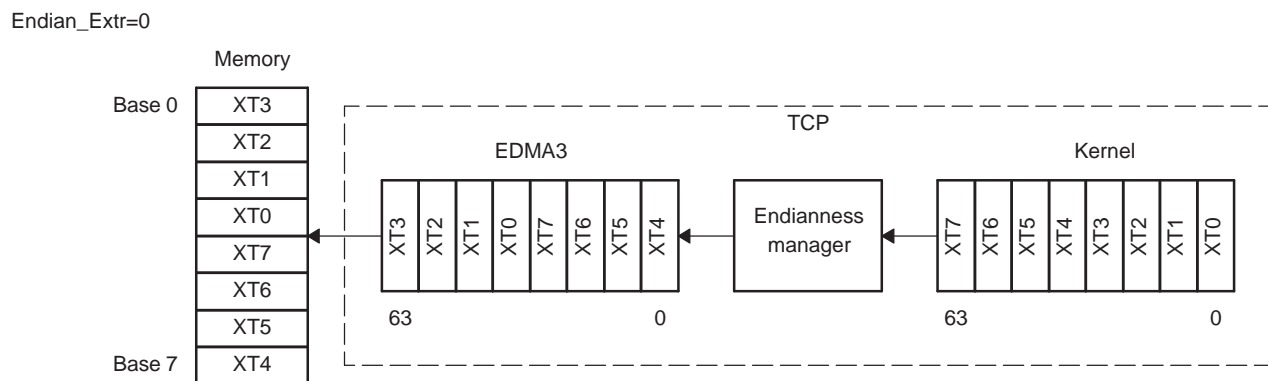 Endian_Extr=0
Memory
Base 0
XT3
XT2
XT1
XT0
XT7
XT6
XT5
Base 7
XT4
TCP
EDMA3
XT3 XT2 XT1 XT0 XT7 XT6 XT5 XT4
63 0
Endianness
manager
Kernel
XT7 XT6 XT5 XT4 XT3 XT2 XT1 XT0
63 0